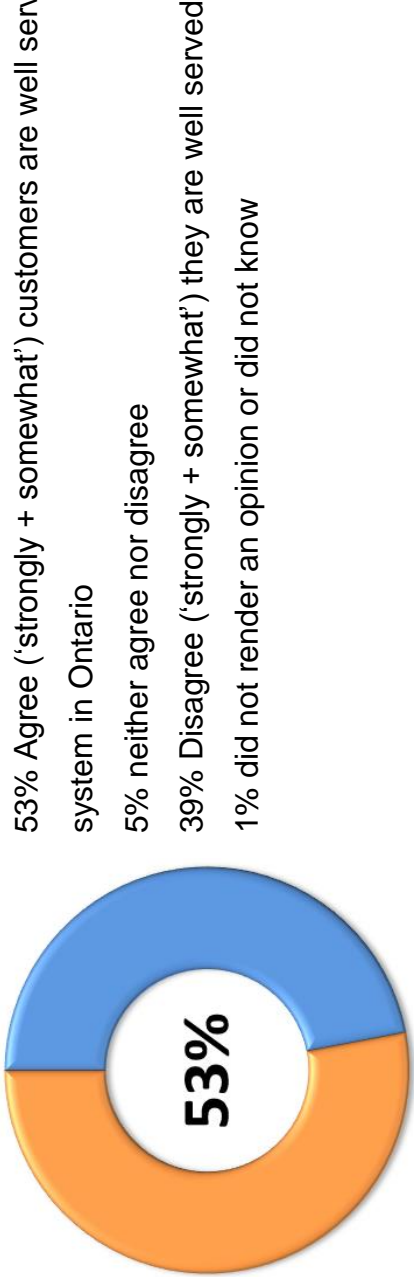 53% Agree (‘strongly + somewhat’) customers are well
system in Ontario
5% neither agree nor disagree
39% Disagree (‘strongly + somewhat’) they are well served
1% did not render an opinion or did not know
53%